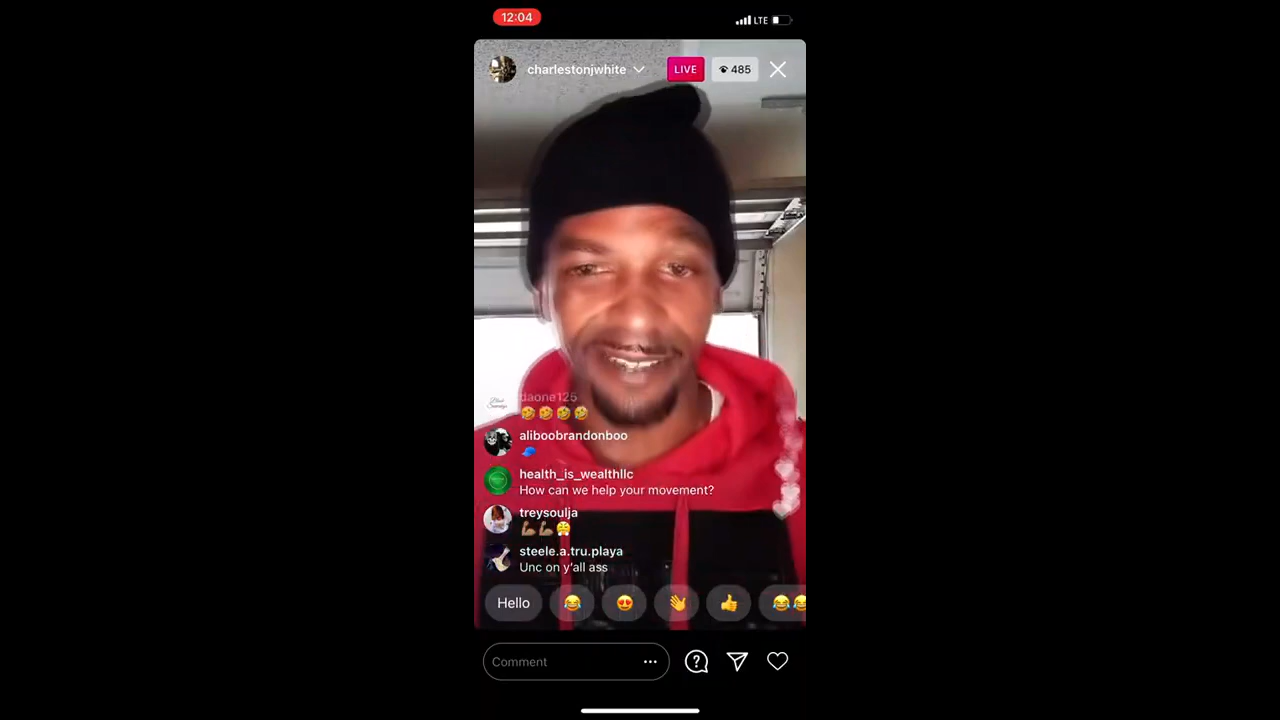 12:04
LTE
charlestonjwhite
LIVE
485
daone125
🤣🤣🤣🤣
aliboobrandonboo
🧢
health_is_wealthllc
How can we help your movement?
treysoulja
💪🏽💪🏽😤
steele.a.tru.playa
Unc on y'all ass
Hello 😂 😍 👋 👍 😂😂
Comment